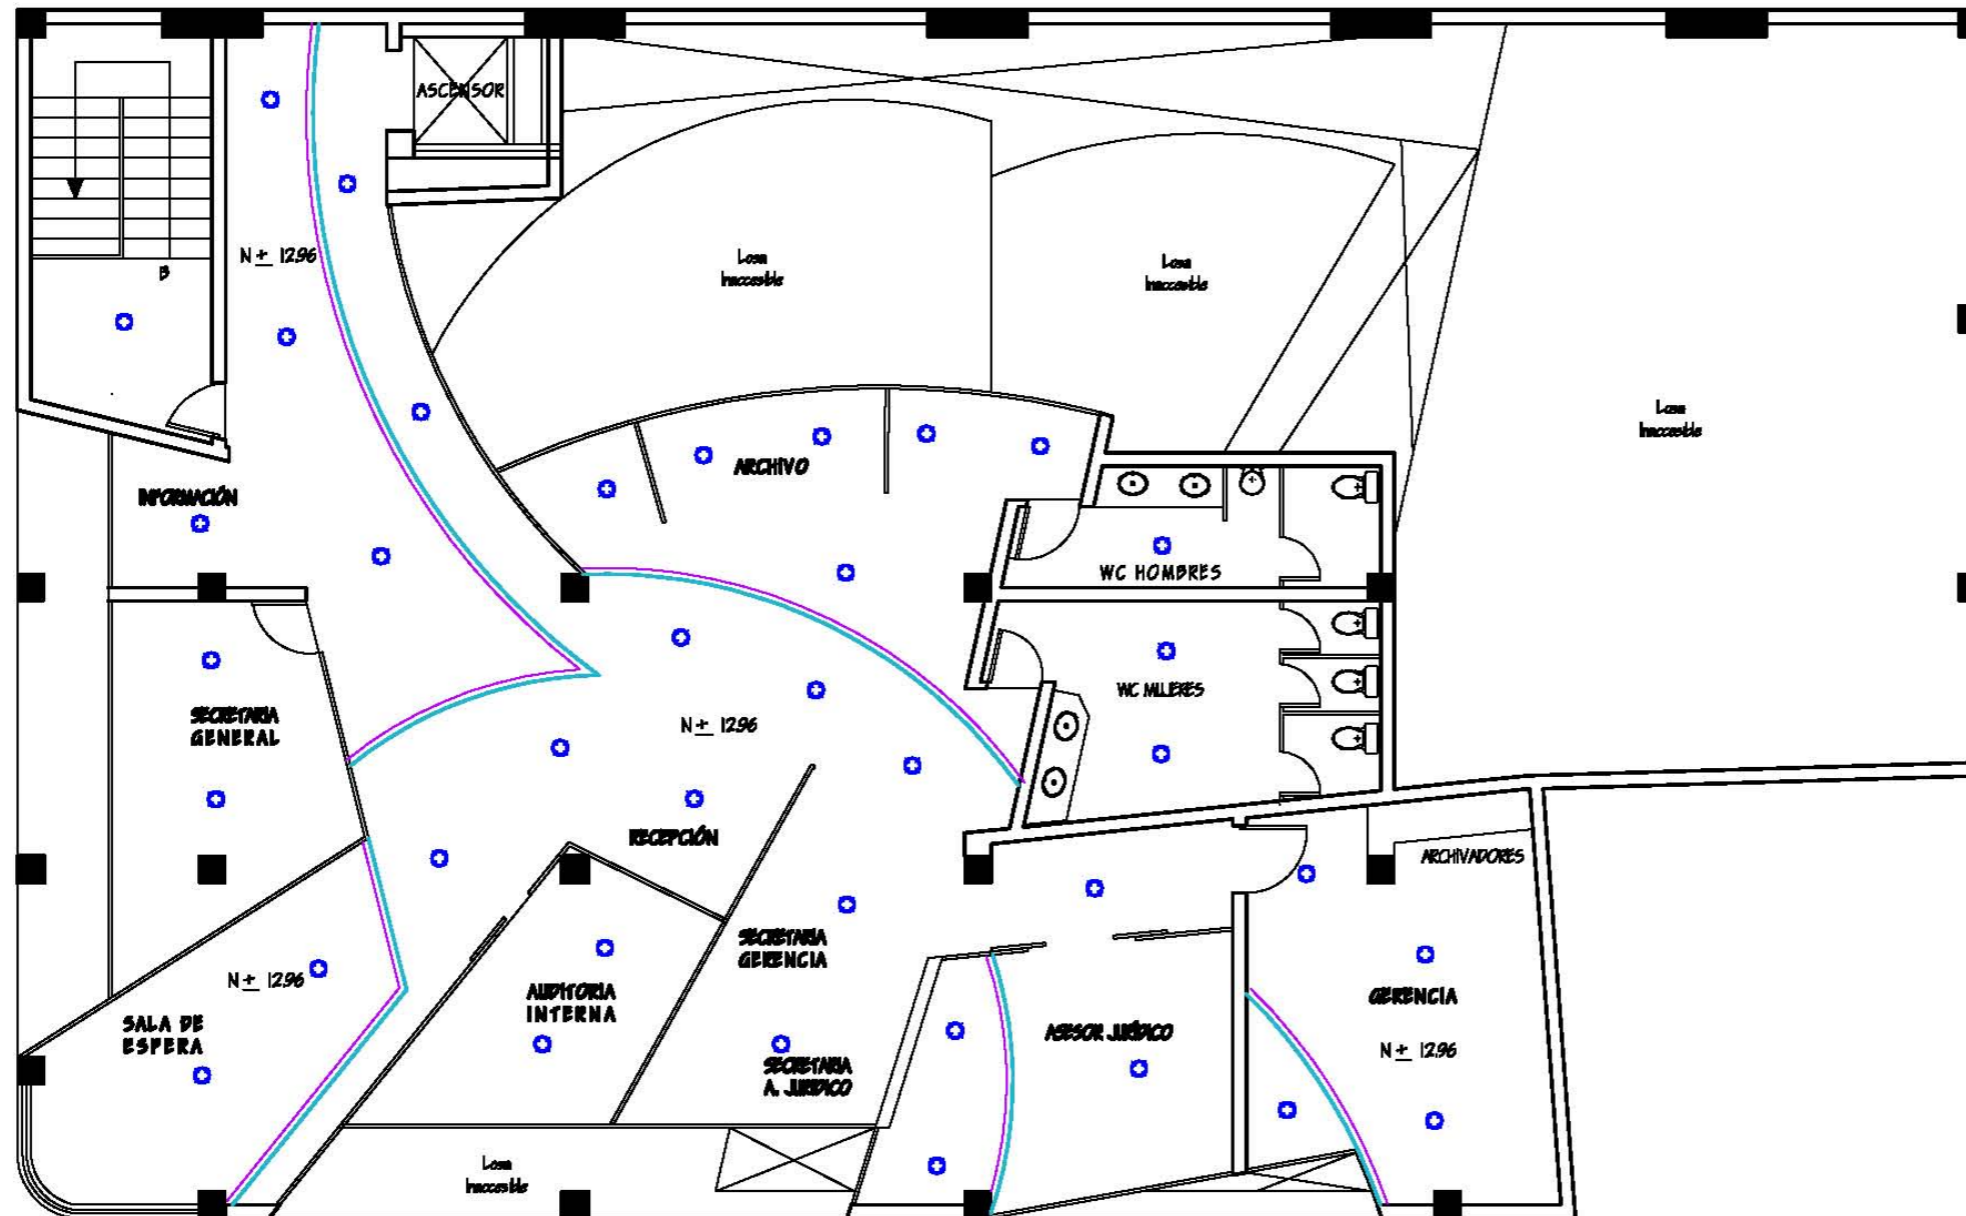 ASCENSOR
N ± 12.96
B
Losa
Inaccesible
Losa
Inaccesible
Losa
Inaccesible
ARCHIVO
INFORMACIÓN
WC HOMBRES
WC MUJERES
SECRETARIA
GENERAL
N ± 12.96
RECEPCIÓN
ARCHIVADORES
SECRETARIA
GERENCIA
N ± 12.96
AUDITORIA
INTERNA
GERENCIA
SALA DE
ESPERA
ASESOR JURÍDICO
N ± 12.96
SECRETARIA
A. JURIDICO
Losa
Inaccesible